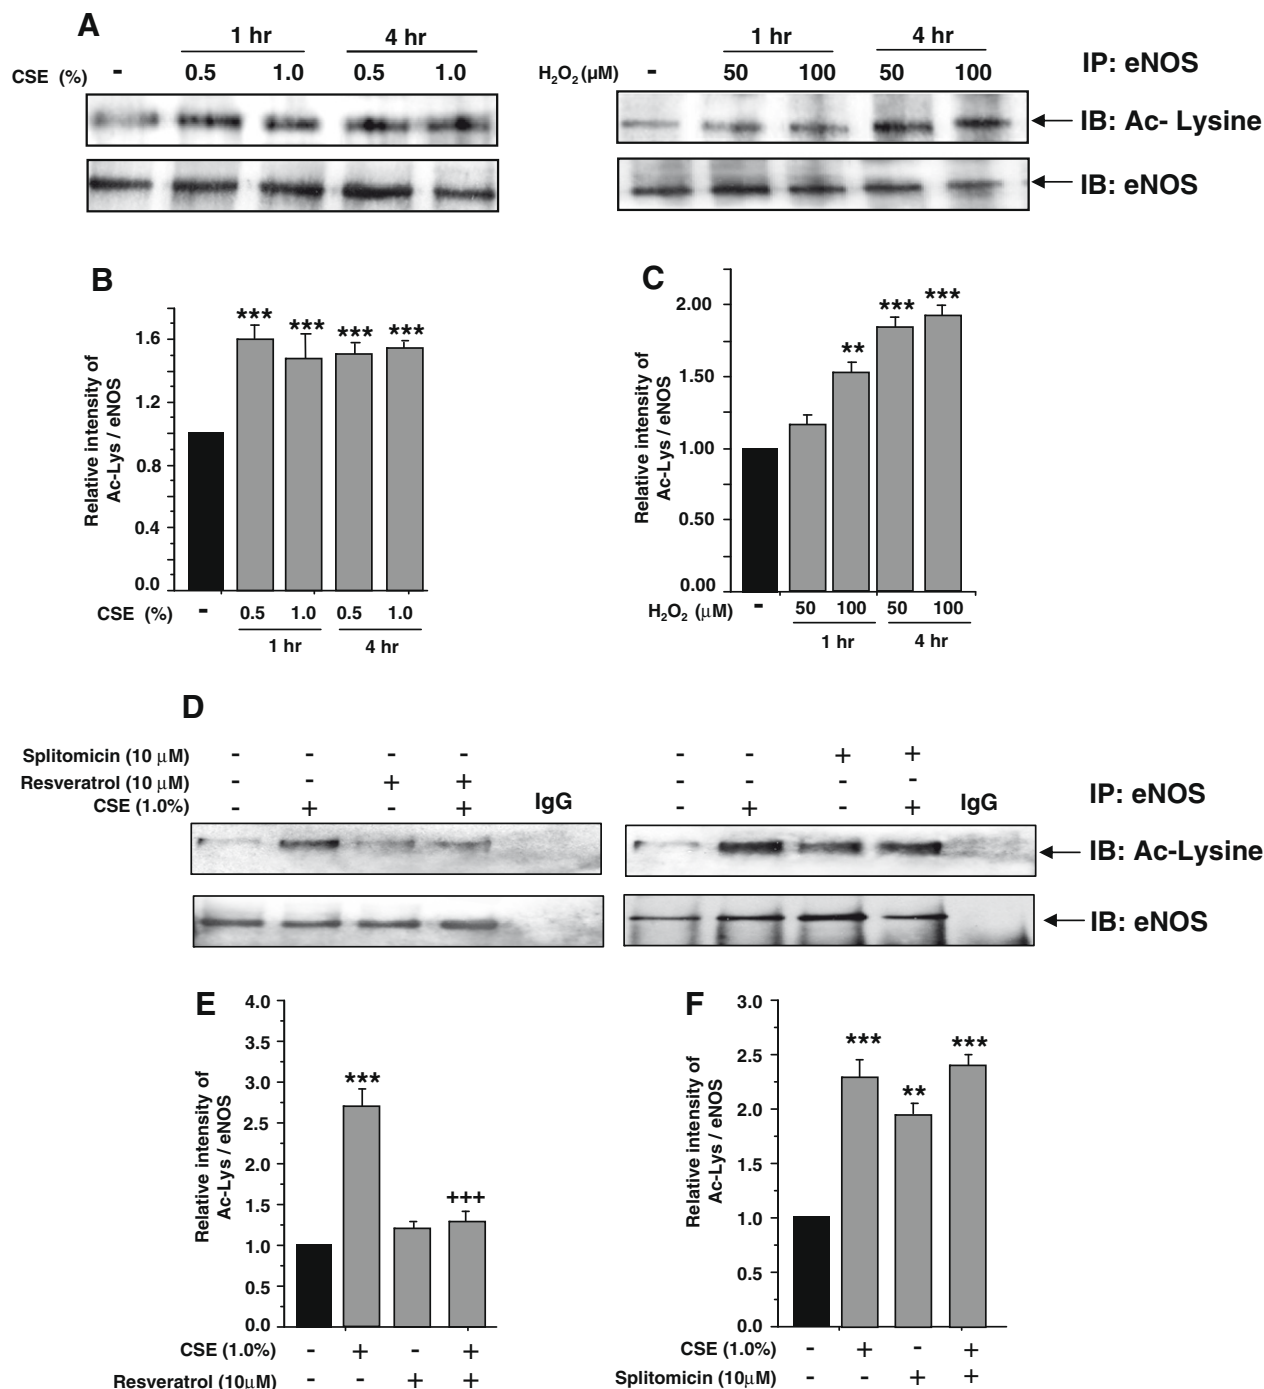 A
1 hr 4 hr 1 hr 4 hr
CSE (%) - 0.5 1.0 0.5 1.0 H₂O₂ (µM) - 50 100 50 100 IP: eNOS
IB: Ac- Lysine
IB: eNOS
B
Relative intensity of
Ac-Lys / eNOS
1.6
1.2
0.8
0.4
0.0
*** *** *** ***
CSE (%) - 0.5 1.0 0.5 1.0
1 hr 4 hr
C
Relative intensity of
Ac-Lys / eNOS
2.00
1.50
1.00
0.50
0.00
** *** ***
H₂O₂ (µM) - 50 100 50 100
1 hr 4 hr
D
Splitomicin (10 µM) - - - - - - + +
Resveratrol (10 µM) - - + + - - - -
CSE (1.0%) - + - + IgG - + - + IgG
IP: eNOS
IB: Ac-Lysine
IB: eNOS
E
Relative intensity of
Ac-Lys / eNOS
4.0
3.5
3.0
2.5
2.0
1.5
1.0
0.5
0.0
*** +++
CSE (1.0%) - + - +
Resveratrol (10µM) - - + +
F
Relative intensity of
Ac-Lys / eNOS
3.0
2.5
2.0
1.5
1.0
0.5
0.0
*** ** ***
CSE (1.0%) - + - +
Splitomicin (10µM) - - + +